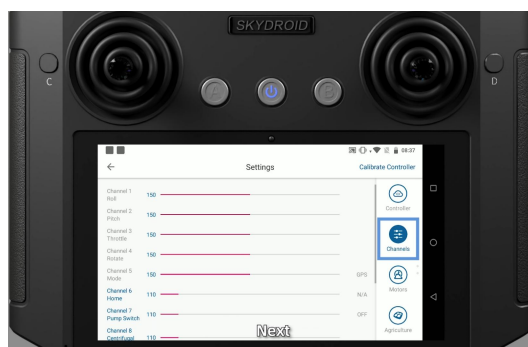 SKYDROID
C
A
B
D
08:37
Settings
Calibrate Controller
Channel 1
Roll
150
Channel 2
Pitch
150
Channel 3
Throttle
150
Channel 4
Rotate
150
Channel 5
Mode
150
GPS
Channel 6
Home
110
N/A
Channel 7
Pump Switch
110
OFF
Channel 8
Centrifugal
110
Controller
Channels
Motors
Agriculture
Next